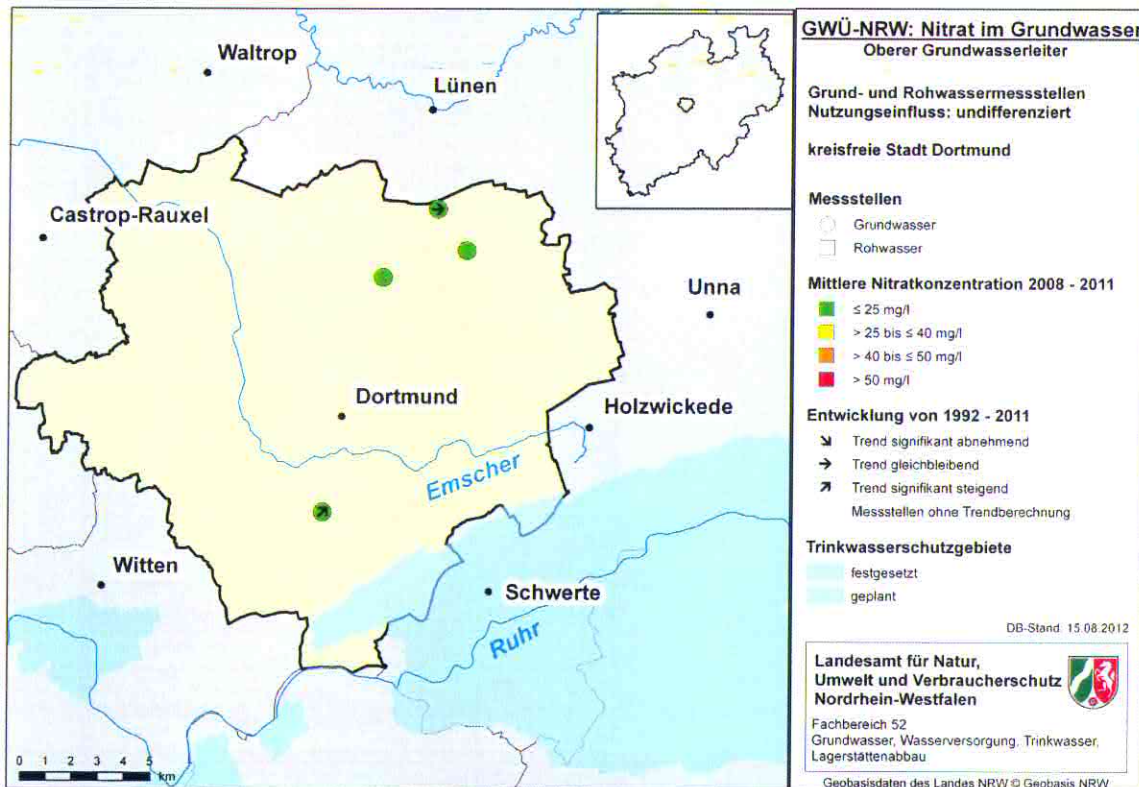 Waltrop
Lünen
Castrop-Rauxel
Unna
Dortmund
Holzwickede
Emscher
Witten
Schwerte
Ruhr
0 1 2 3 4 5
km
GWÜ-NRW: Nitrat im Grundwasser
Oberer Grundwasserleiter
Grund- und Rohwassermessstellen
Nutzungseinfluss: undifferenziert
kreisfreie Stadt Dortmund
Messstellen
Grundwasser
Rohwasser
Mittlere Nitratkonzentration 2008 - 2011
≤ 25 mg/l
> 25 bis ≤ 40 mg/l
> 40 bis ≤ 50 mg/l
> 50 mg/l
Entwicklung von 1992 - 2011
Trend signifikant abnehmend
Trend gleichbleibend
Trend signifikant steigend
Messstellen ohne Trendberechnung
Trinkwasserschutzgebiete
festgesetzt
geplant
DB-Stand: 15.08.2012
Landesamt für Natur,
Umwelt und Verbraucherschutz
Nordrhein-Westfalen
Fachbereich 52
Grundwasser, Wasserversorgung, Trinkwasser,
Lagerstättenabbau
Geobasisdaten des Landes NRW © Geobasis NRW